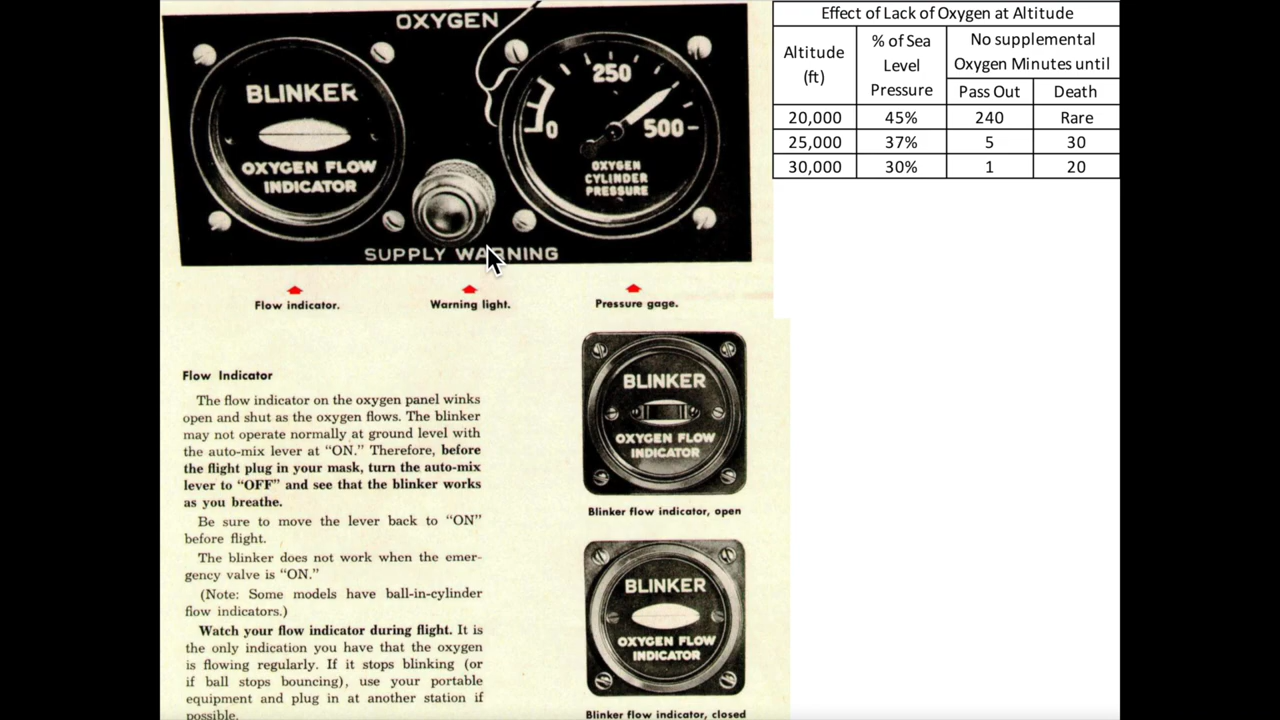 OXYGEN
BLINKER
OXYGEN FLOW
INDICATOR
250
0
500
OXYGEN
CYLINDER
PRESSURE
SUPPLY WARNING
Flow indicator.
Warning light.
Pressure gage.
Effect of Lack of Oxygen at Altitude
Altitude (ft) % of Sea Level Pressure No supplemental Oxygen Minutes until
Pass Out Death
20,000 45% 240 Rare
25,000 37% 5 30
30,000 30% 1 20
Flow Indicator
The flow indicator on the oxygen panel winks
open and shut as the oxygen flows. The blinker
may not operate normally at ground level with
the auto-mix lever at “ON.” Therefore, before
the flight plug in your mask, turn the auto-mix
lever to “OFF” and see that the blinker works
as you breathe.
Be sure to move the lever back to “ON”
before flight.
The blinker does not work when the emer-
gency valve is “ON.”
(Note: Some models have ball-in-cylinder
flow indicators.)
Watch your flow indicator during flight. It is
the only indication you have that the oxygen
is flowing regularly. If it stops blinking (or
if ball stops bouncing), use your portable
equipment and plug in at another station if
possible.
BLINKER
OXYGEN FLOW
INDICATOR
Blinker flow indicator, open
BLINKER
OXYGEN FLOW
INDICATOR
Blinker flow indicator, closed